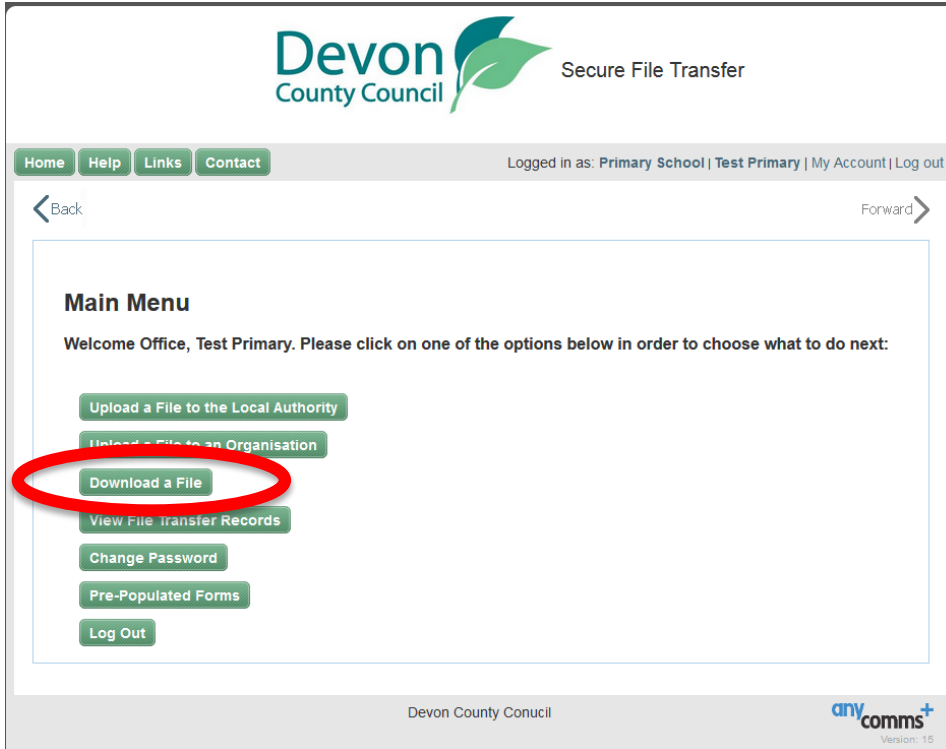 Devon
County Council
Secure File Transfer
Home Help Links Contact
Logged in as: Primary School | Test Primary | My Account | Log out
Back
Forward
Main Menu
Welcome Office, Test Primary. Please click on one of the options below in order to choose what to do next:
Upload a File to the Local Authority
Upload a File to an Organisation
Download a File
View File Transfer Records
Change Password
Pre-Populated Forms
Log Out
Devon County Conucil
any comms+
Version: 15